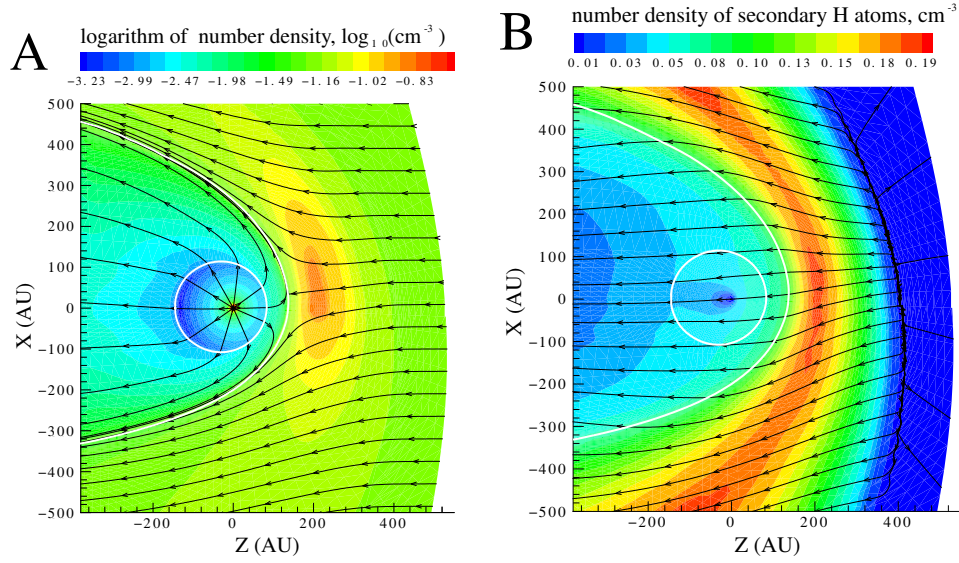 A
logarithm of number density, log₁₀(cm⁻³)
-3.23 -2.99 -2.47 -1.98 -1.49 -1.16 -1.02 -0.83
500
400
300
200
100
0
-100
-200
-300
-400
-500
X (AU)
-200 0 200 400
Z (AU)
B
number density of secondary H atoms, cm⁻³
0.01 0.03 0.05 0.08 0.10 0.13 0.15 0.18 0.19
500
400
300
200
100
0
-100
-200
-300
-400
-500
X (AU)
-200 0 200 400
Z (AU)